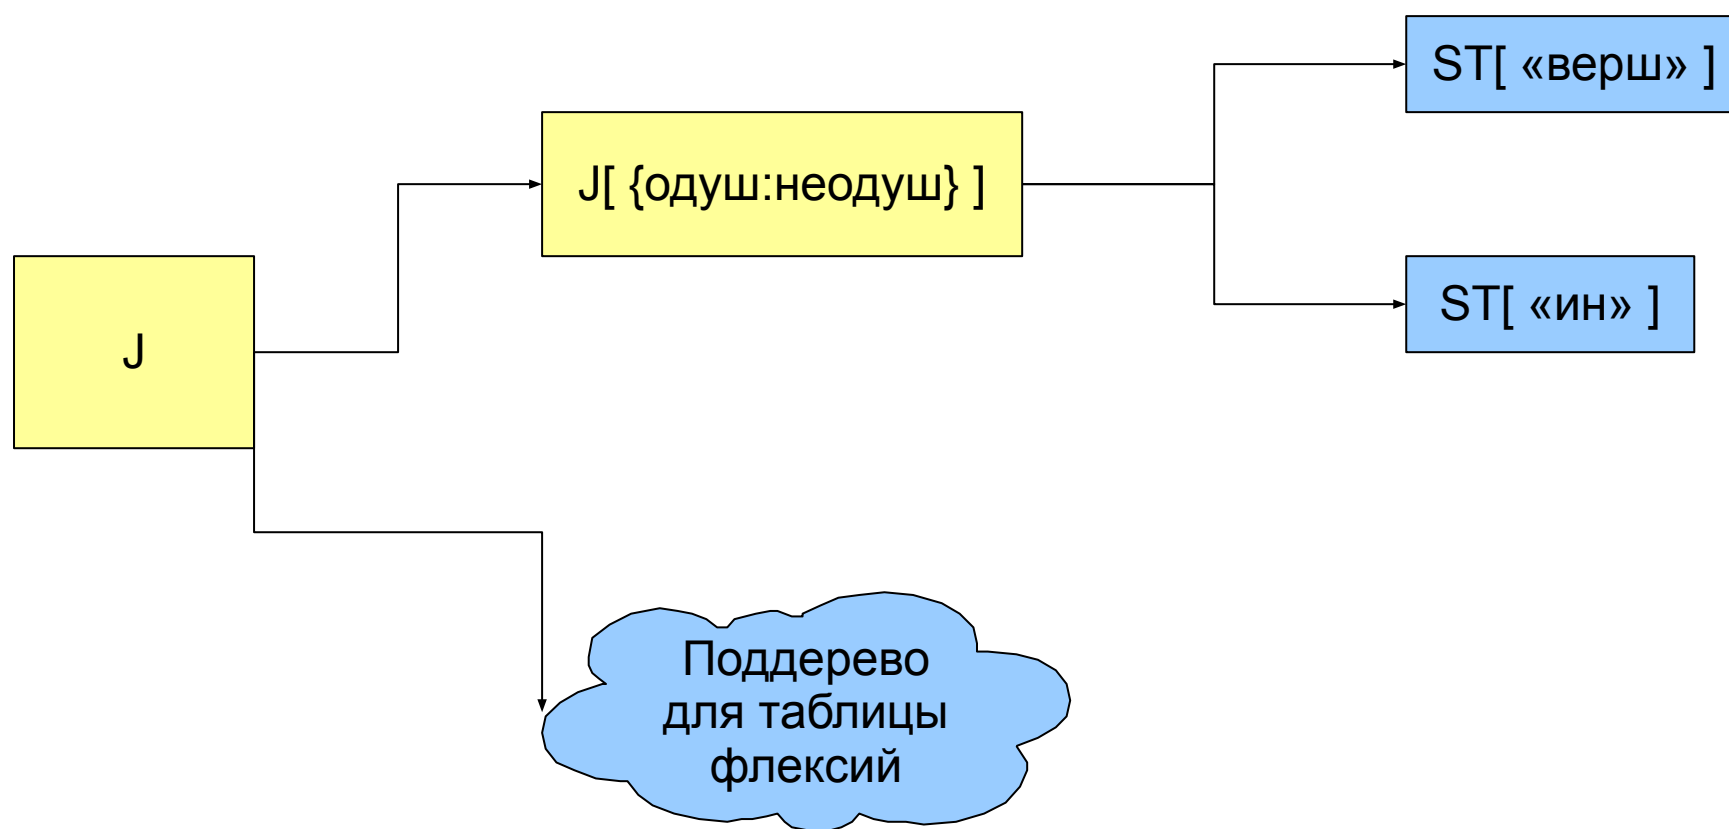 ST[ «верш» ]
J[ {одуш:неодуш} ]
ST[ «ин» ]
J
Поддерево
для таблицы
флексий